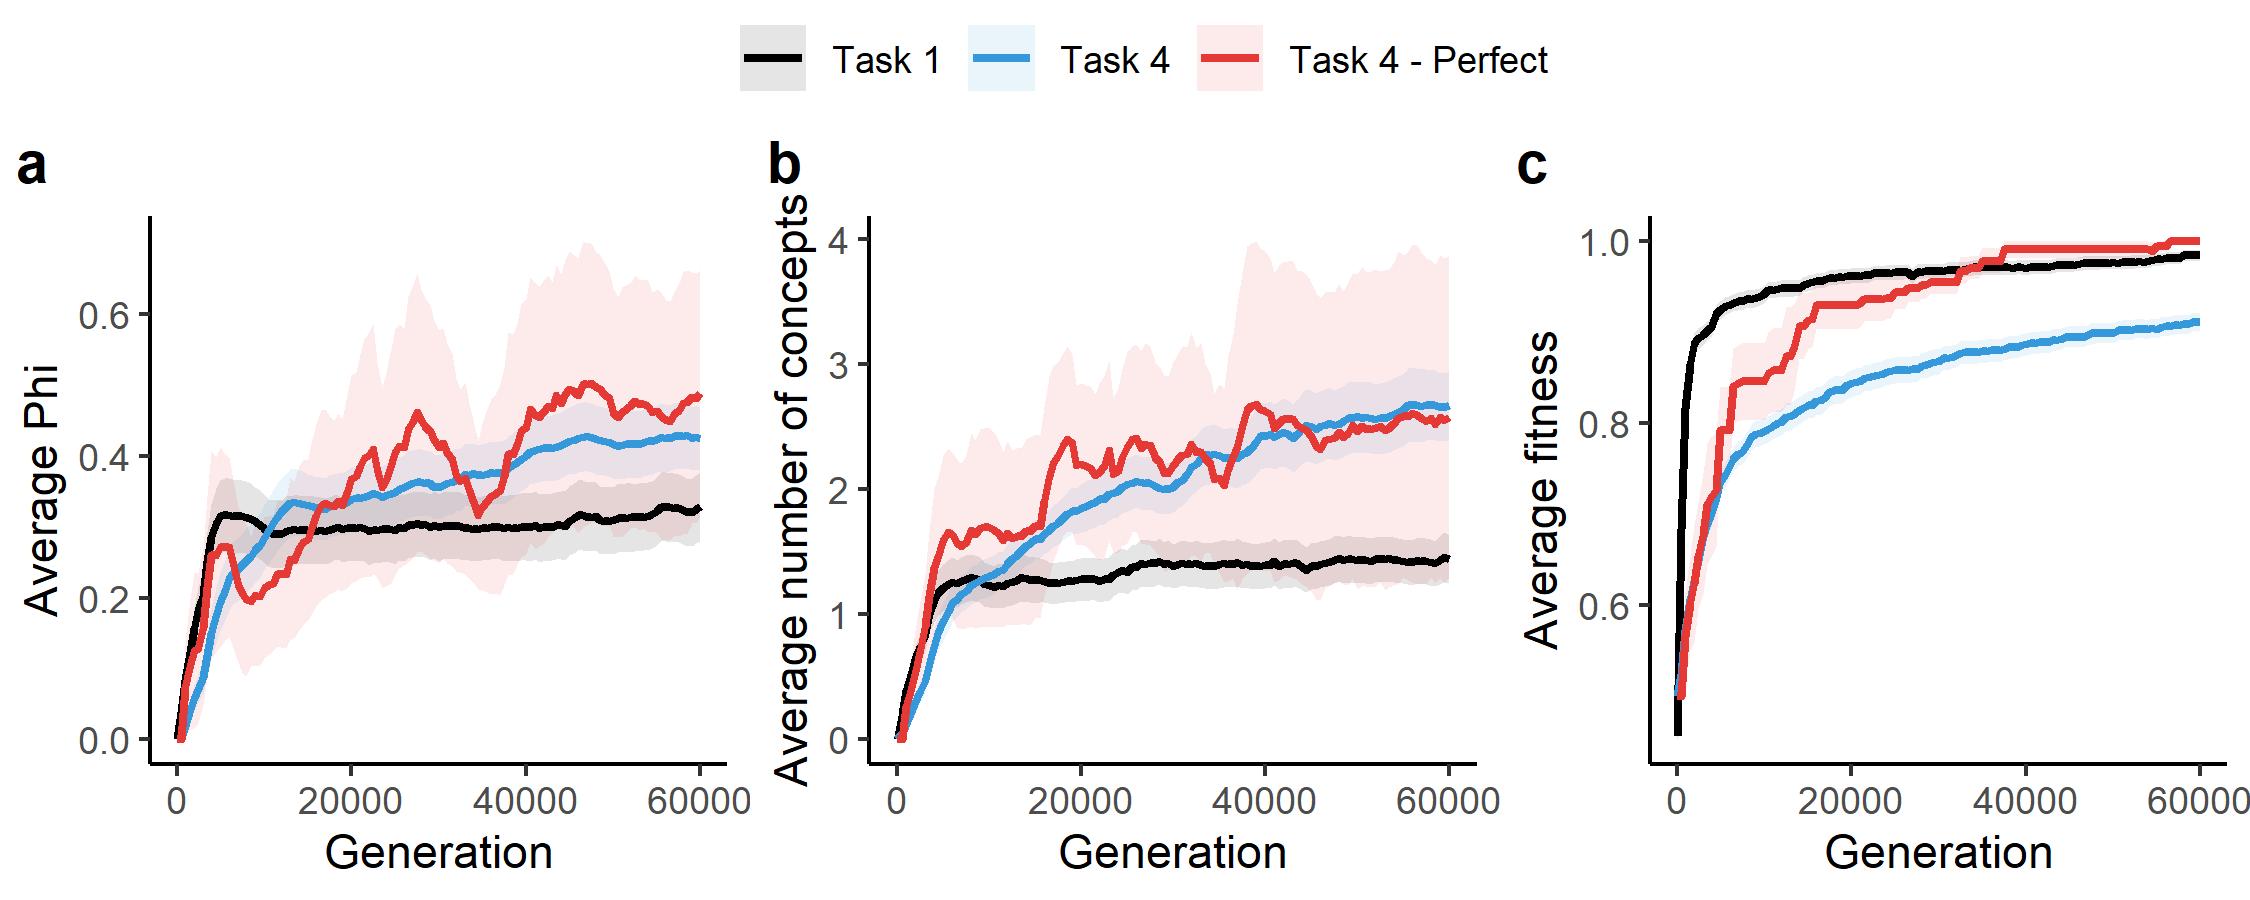 Task 1 Task 4 Task 4 - Perfect
a
Average Phi
0.6
0.4
0.2
0.0
0 20000 40000 60000
Generation
b
Average number of concepts
4
3
2
1
0
0 20000 40000 60000
Generation
c
Average fitness
1.0
0.8
0.6
0 20000 40000 60000
Generation